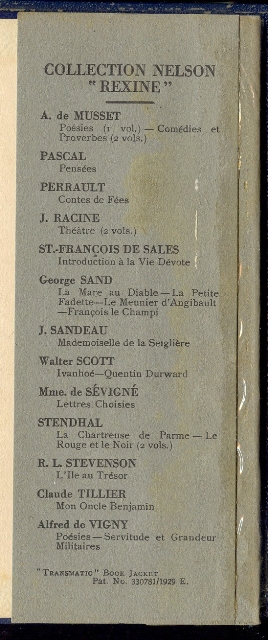 COLLECTION NELSON
"REXINE"
A. de MUSSET
Poésies (1 vol.) — Comédies et
Proverbes (2 vols.)
PASCAL
Pensées
PERRAULT
Contes de Fées
J. RACINE
Théâtre (2 vols.)
ST.-FRANÇOIS DE SALES
Introduction à la Vie Dévote
George SAND
La Mare au Diable — La Petite
Fadette — Le Meunier d'Angibault
— François le Champi
J. SANDEAU
Mademoiselle de la Seiglière
Walter SCOTT
Ivanhoé — Quentin Durward
Mme. de SÉVIGNÉ
Lettres Choisies
STENDHAL
La Chartreuse de Parme — Le
Rouge et le Noir (2 vols.)
R. L. STEVENSON
L'Ile au Trésor
Claude TILLIER
Mon Oncle Benjamin
Alfred de VIGNY
Poésies — Servitude et Grandeur
Militaires
"TRANSMATIC" BOOK JACKET
Pat. No. 330781/1929 E.